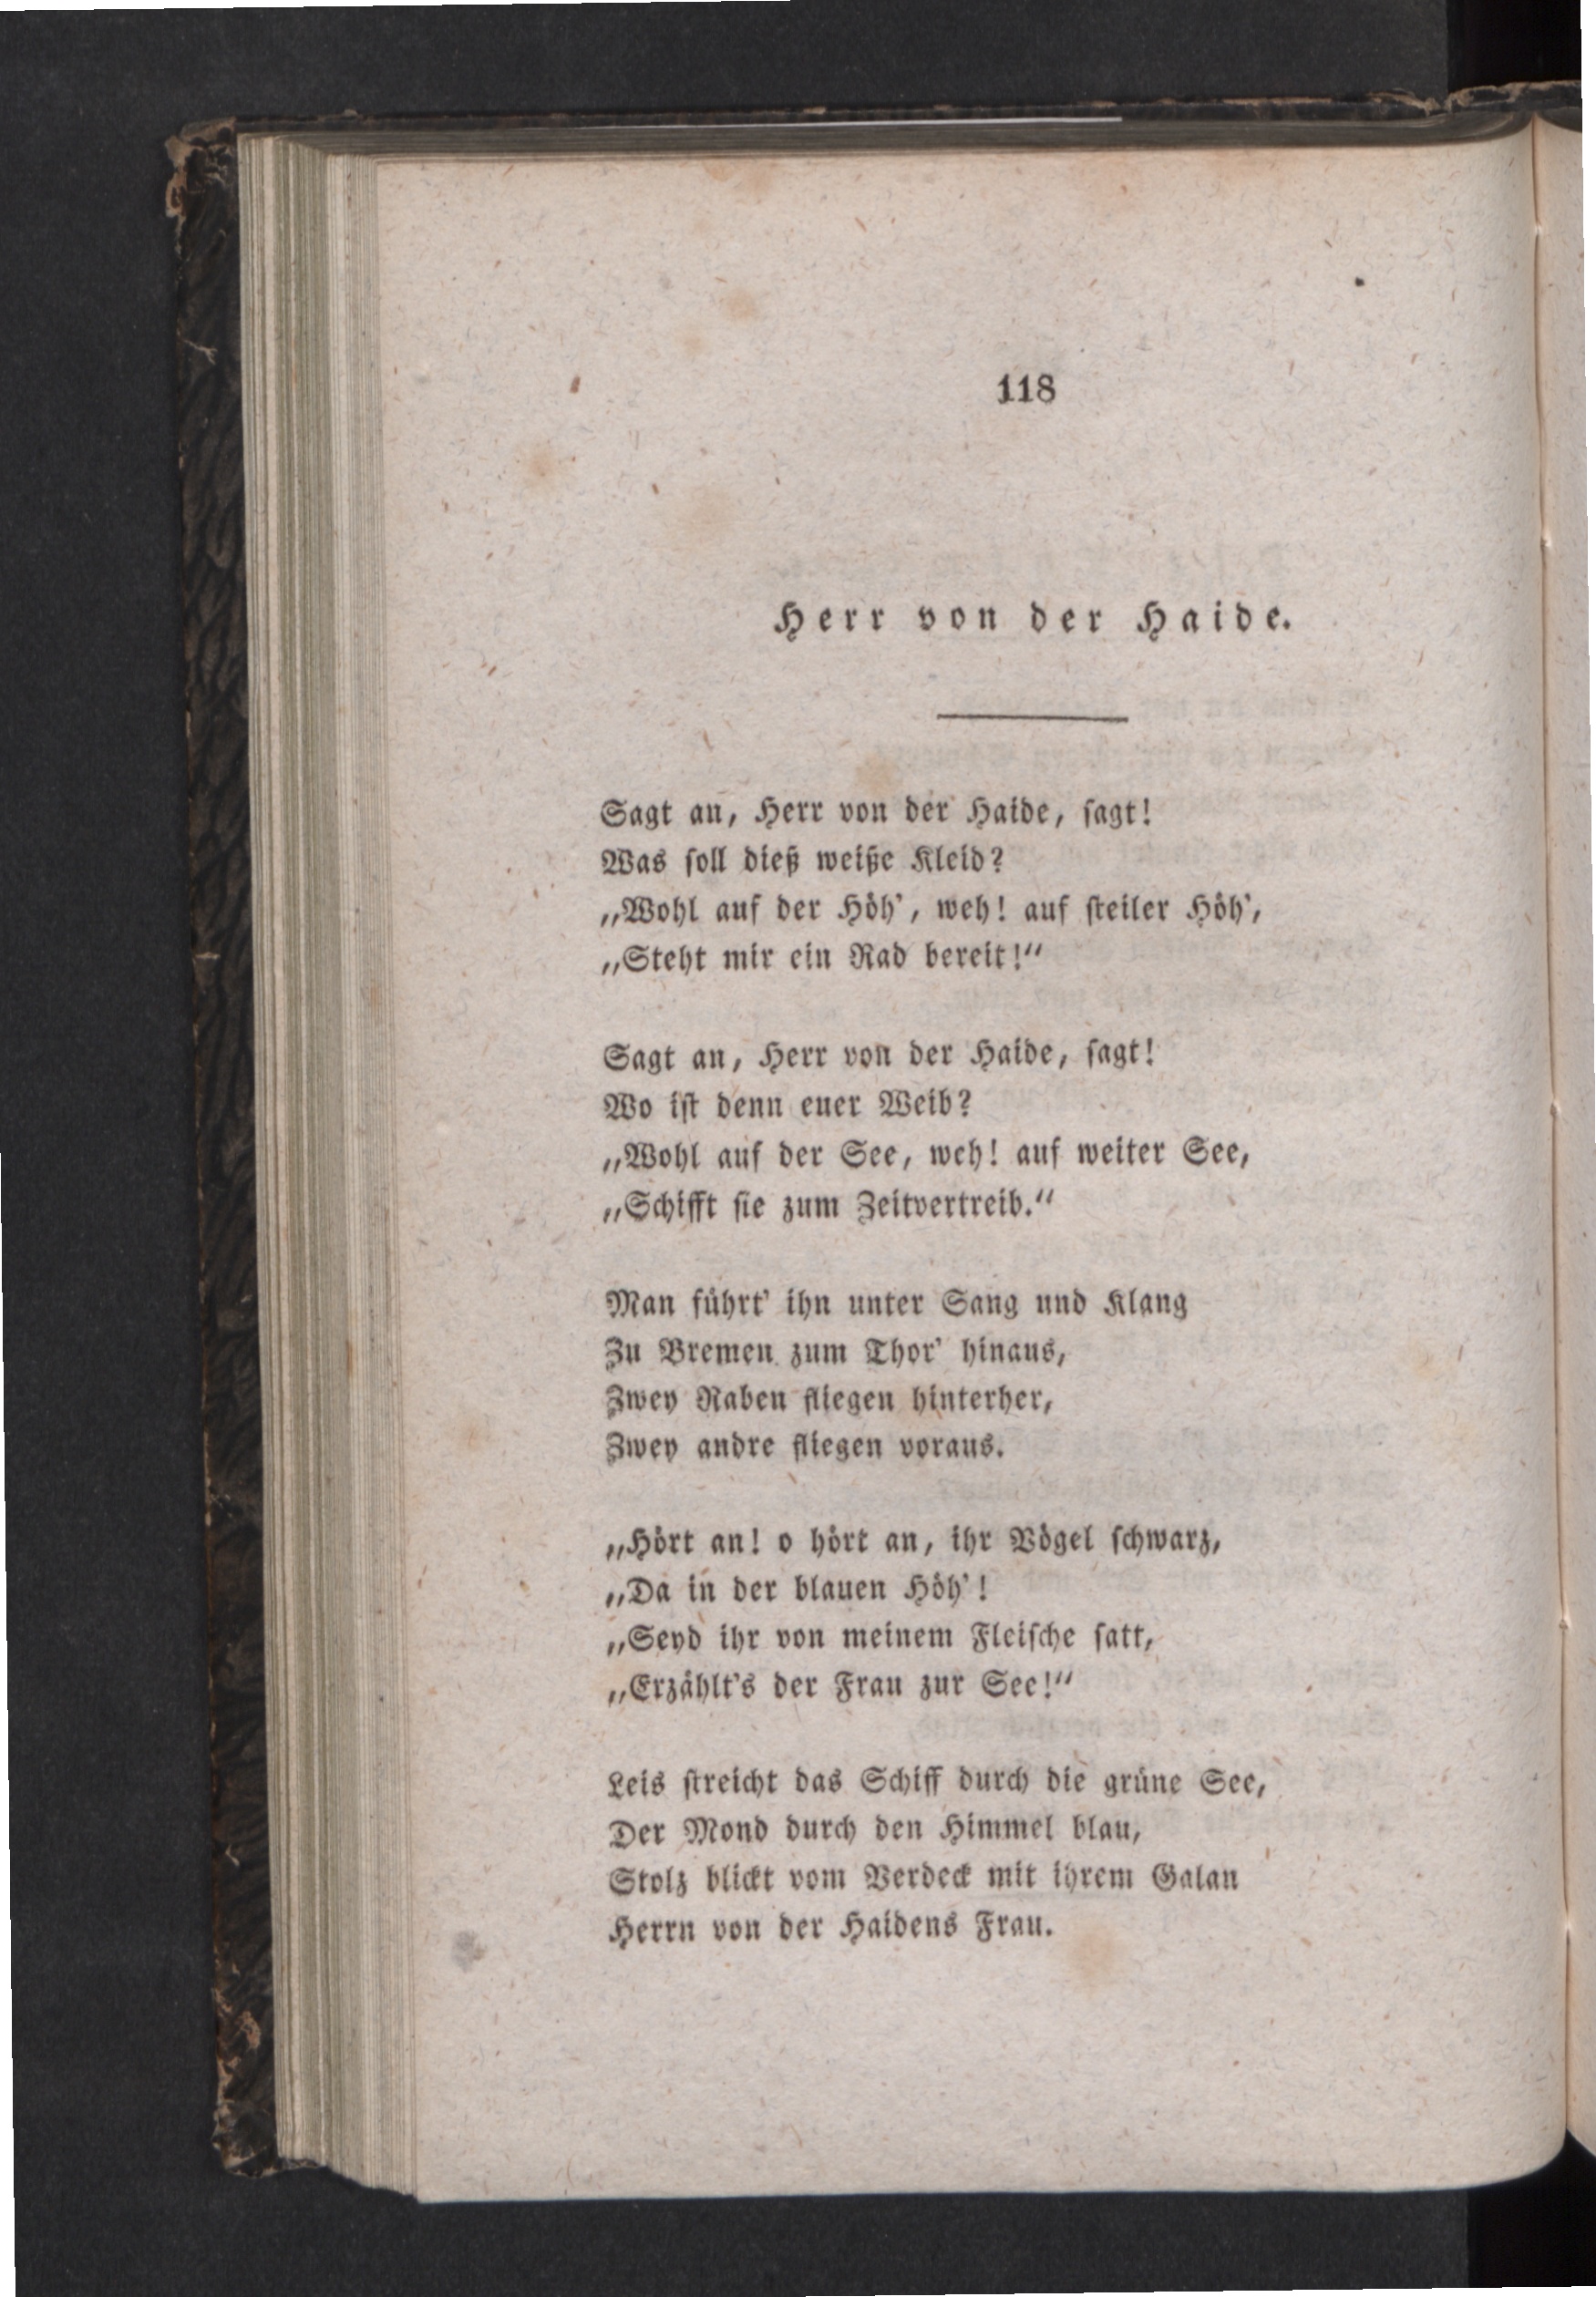 118
Herr von der Haide.
Sagt an, Herr von der Haide, ſagt!
Was ſoll dieß weiße Kleid?
„Wohl auf der Höh', weh! auf ſteiler Höh',
„Steht mir ein Rad bereit!“
Sagt an, Herr von der Haide, ſagt!
Wo iſt denn euer Weib?
„Wohl auf der See, weh! auf weiter See,
„Schifft ſie zum Zeitvertreib.“
Man führt' ihn unter Sang und Klang
Zu Bremen zum Thor' hinaus,
Zwey Raben fliegen hinterher,
Zwey andre fliegen voraus.
„Hört an! o hört an, ihr Vögel ſchwarz,
„Da in der blauen Höh'!
„Seyd ihr von meinem Fleiſche ſatt,
„Erzählt's der Frau zur See!“
Leis ſtreicht das Schiff durch die grüne See,
Der Mond durch den Himmel blau,
Stolz blickt vom Verdeck mit ihrem Galan
Herrn von der Haidens Frau.